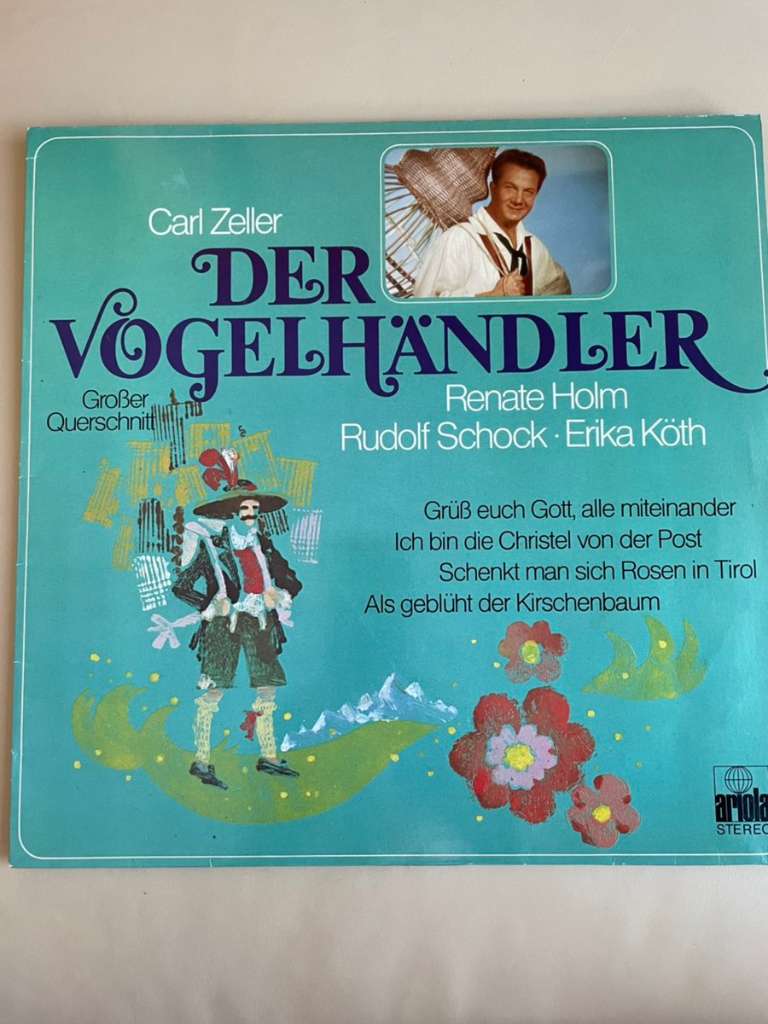 Carl Zeller
DER
VOGELHÄNDLER
Großer
Querschnitt
Renate Holm
Rudolf Schock · Erika Köth
Grüß euch Gott, alle miteinander
Ich bin die Christel von der Post
Schenkt man sich Rosen in Tirol
Als geblüht der Kirschenbaum
ariola
STEREO